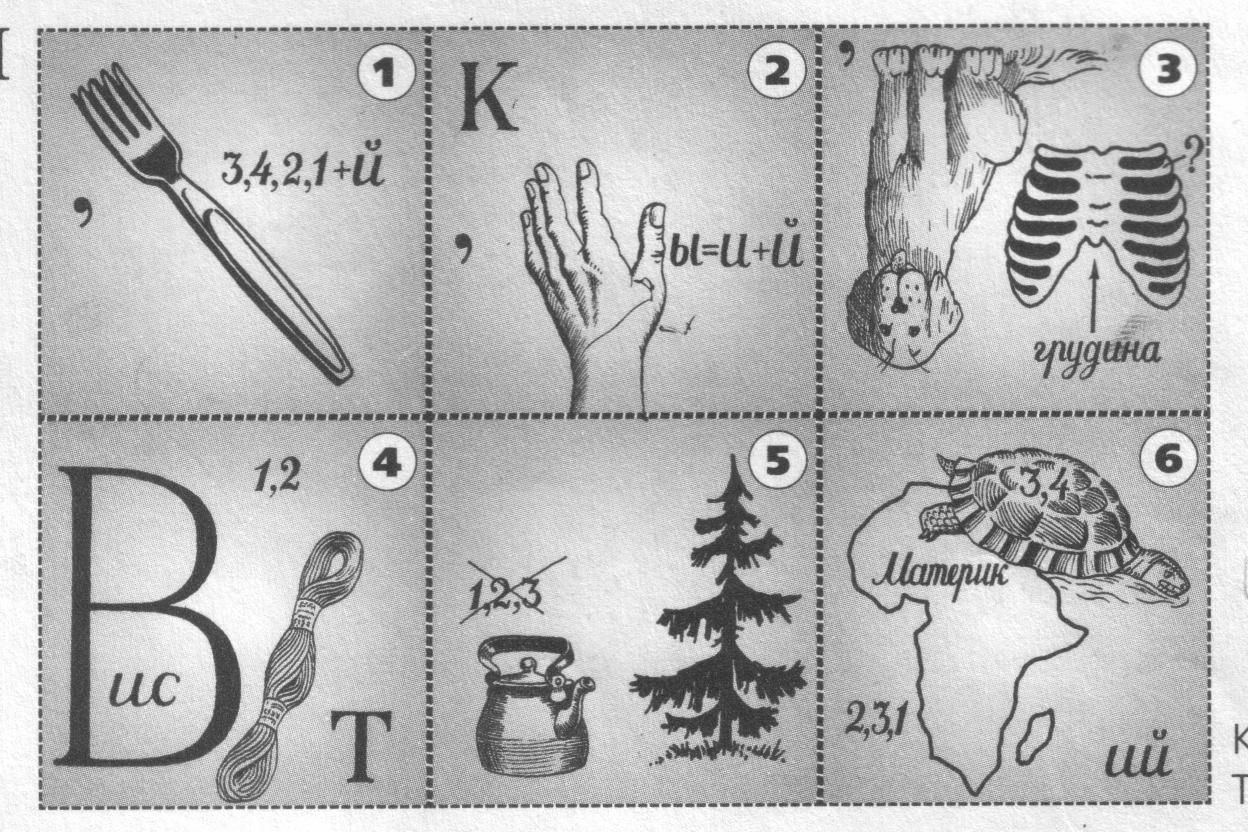 1
3,4,2,1+й
,
К
2
,
ы=и+й
,
3
?
грудина
В
ис
1,2
4
Т
1,2,3
5
6
3,4
Материк
2,3,1
ий